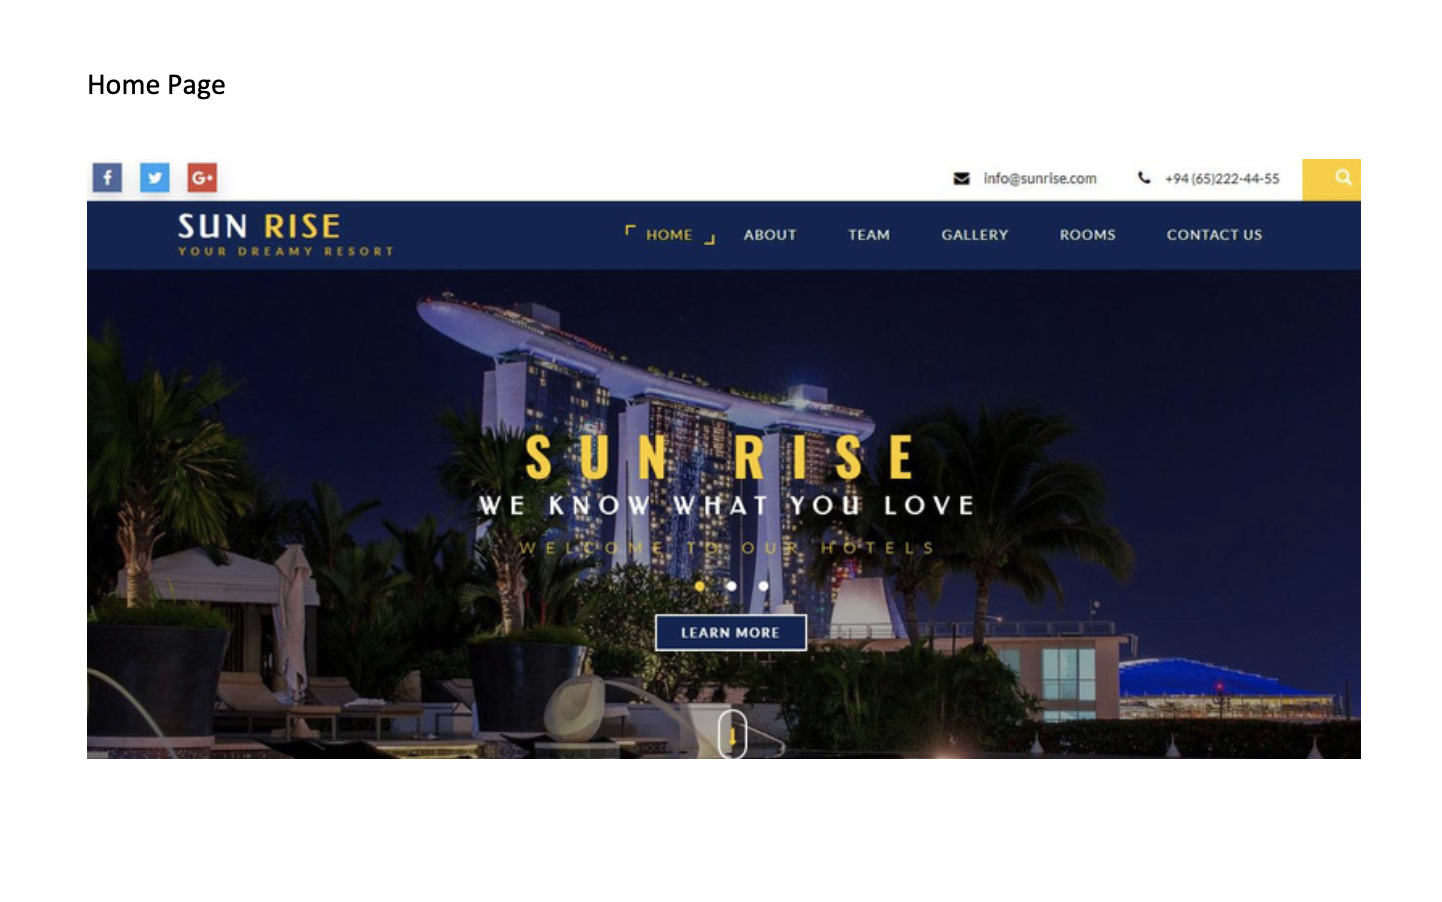 Home Page
f G+ info@sunrise.com +94 (65)222-44-55
SUN RISE
YOUR DREAMY RESORT
HOME ABOUT TEAM GALLERY ROOMS CONTACT US
SUN RISE
WE KNOW WHAT YOU LOVE
WELCOME TO OUR HOTELS
LEARN MORE